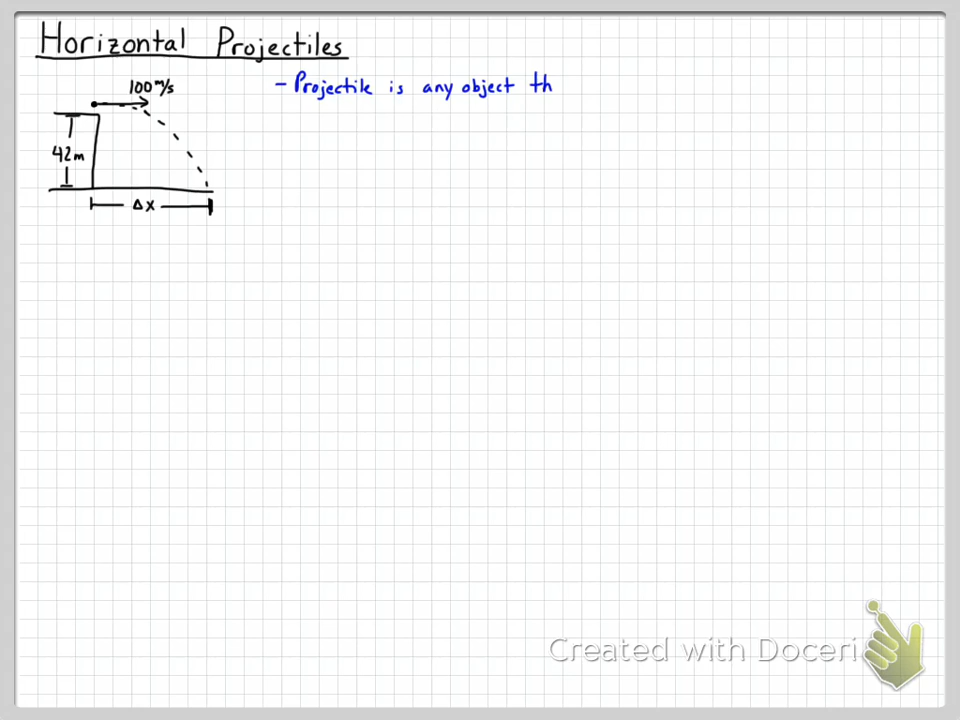 Horizontal Projectiles
100 m/s
- Projectile is any object th
42m
Δx
Created with Doceri